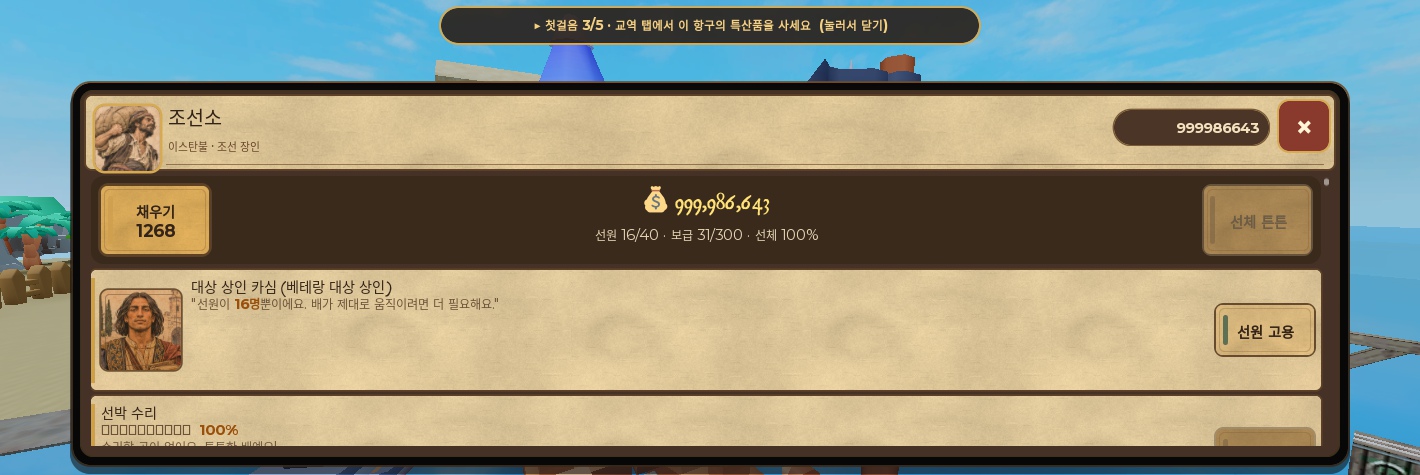 ▸ 첫걸음 3/5 · 교역 탭에서 이 항구의 특산품을 사세요 (눌러서 닫기)
조선소
이스탄불 · 조선 장인
999986643
×
채우기
1268
$ 999,986,643
선원 16/40 · 보급 31/300 · 선체 100%
선체 튼튼
대상 상인 카심 (베테랑 대상 상인)
"선원이 16명뿐이에요. 배가 제대로 움직이려면 더 필요해요."
선원 고용
선박 수리
□□□□□□□□□□ 100%